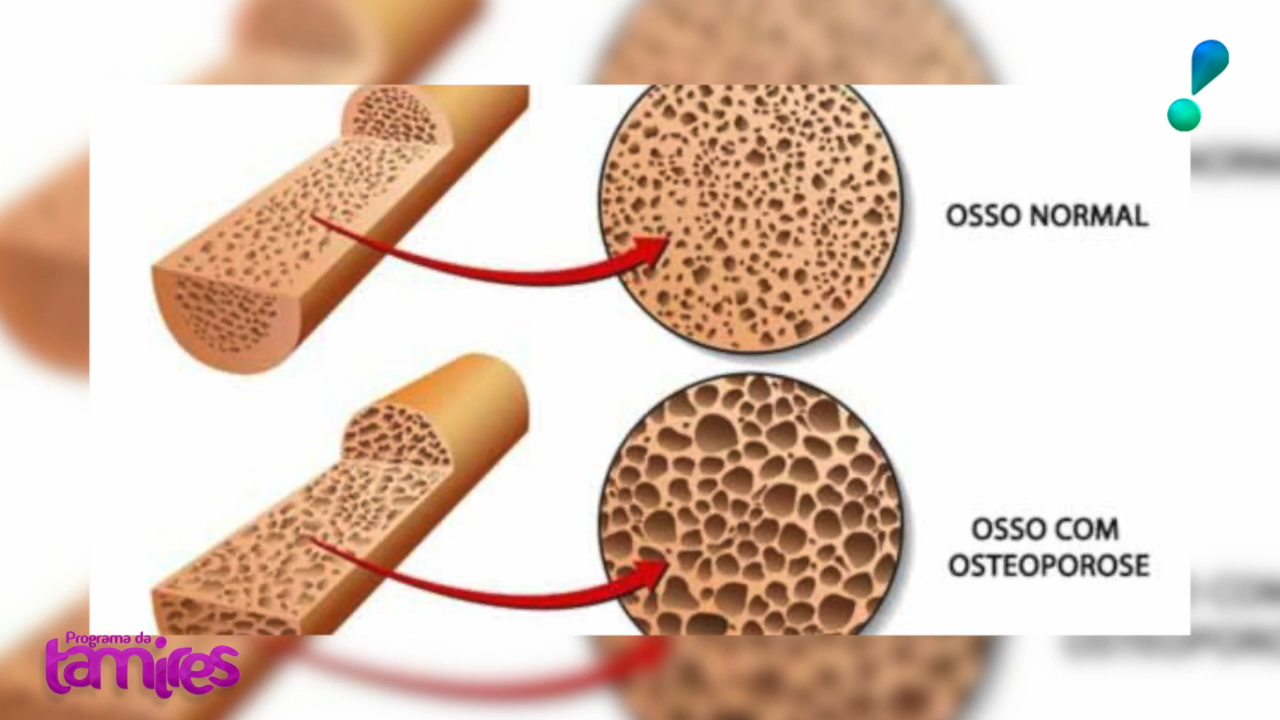 OSSO NORMAL
OSSO COM
OSTEOPOROSE
Programa da
tamires